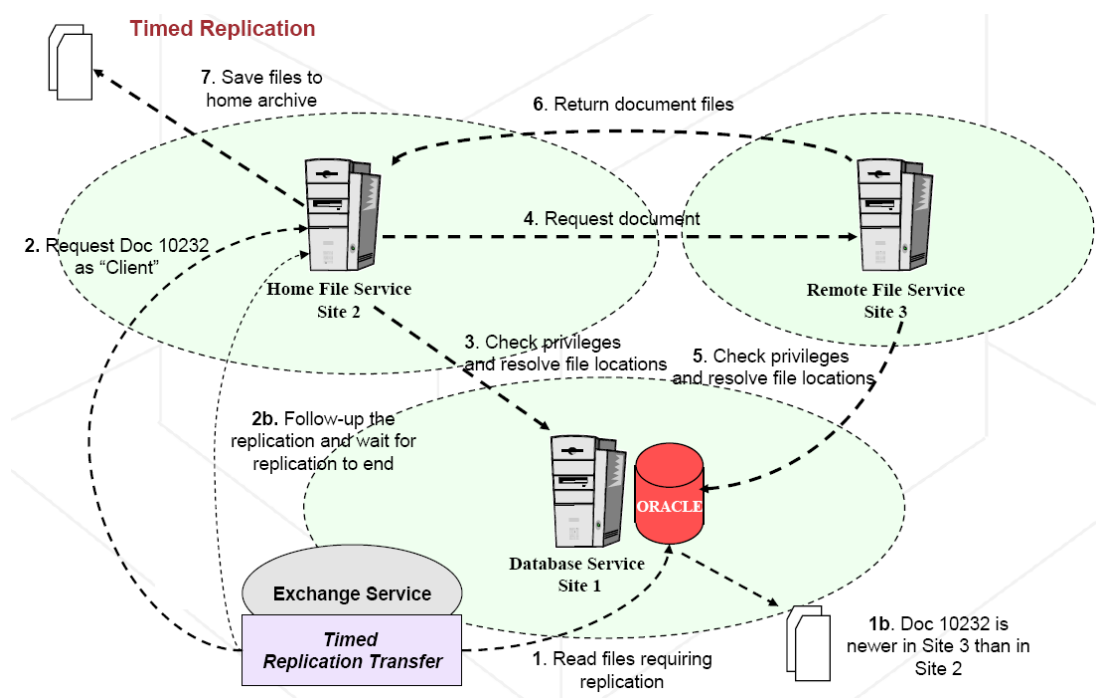 Timed Replication
7. Save files to
home archive
6. Return document files
2. Request Doc 10232
as “Client”
4. Request document
Home File Service
Site 2
Remote File Service
Site 3
3. Check privileges
and resolve file locations
5. Check privileges
and resolve file locations
2b. Follow-up the
replication and wait for
replication to end
ORACLE
Database Service
Site 1
Exchange Service
Timed
Replication Transfer
1. Read files requiring
replication
1b. Doc 10232 is
newer in Site 3 than in
Site 2